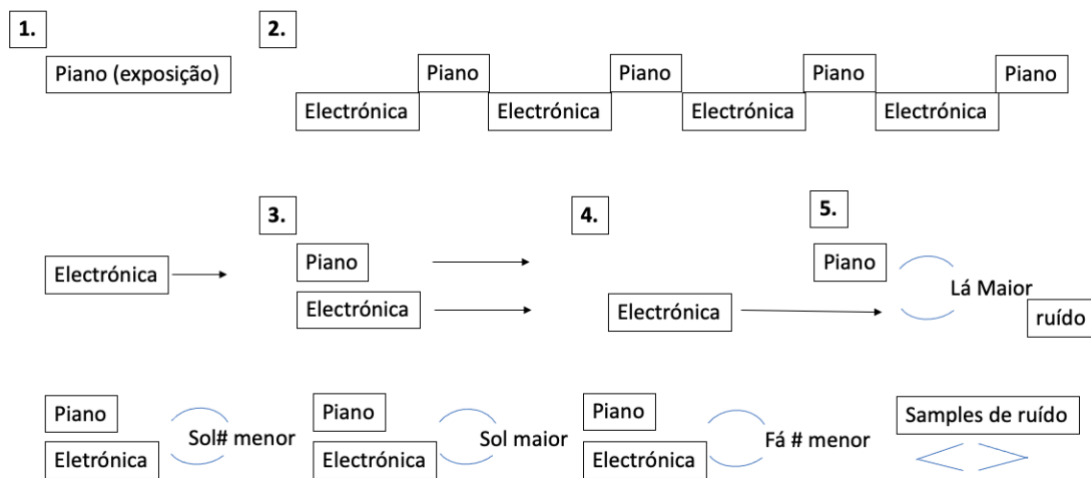 1.
2.
Piano (exposição)
Piano
Piano
Piano
Piano
Electrónica
Electrónica
Electrónica
Electrónica
3.
4.
5.
Electrónica
Piano
Electrónica
Electrónica
Piano
Lá Maior
ruído
Piano
Eletrónica
Sol# menor
Piano
Electrónica
Sol maior
Piano
Electrónica
Fá # menor
Samples de ruído